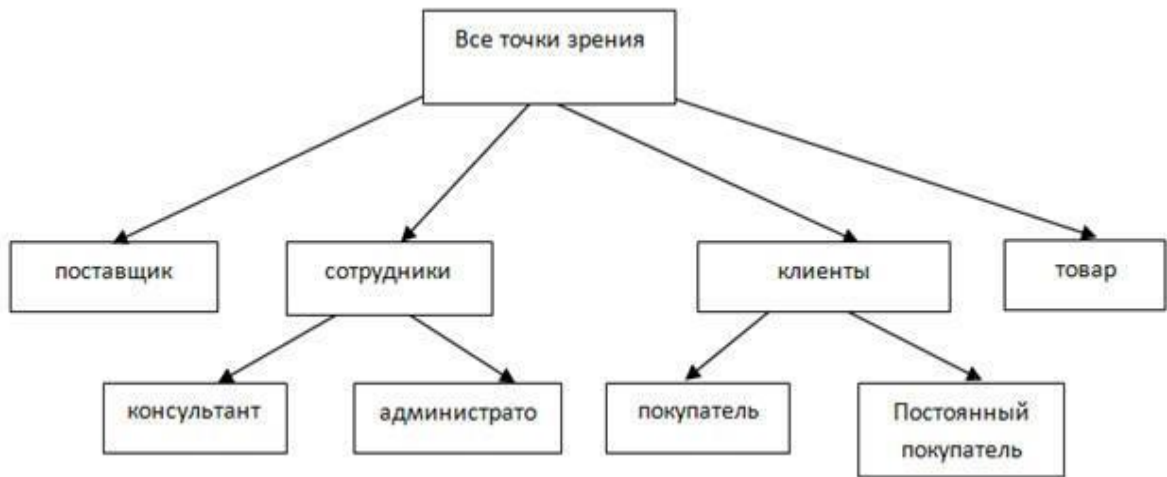 Все точки зрения
поставщик
сотрудники
клиенты
товар
консультант
администрато
покупатель
Постоянный
покупатель